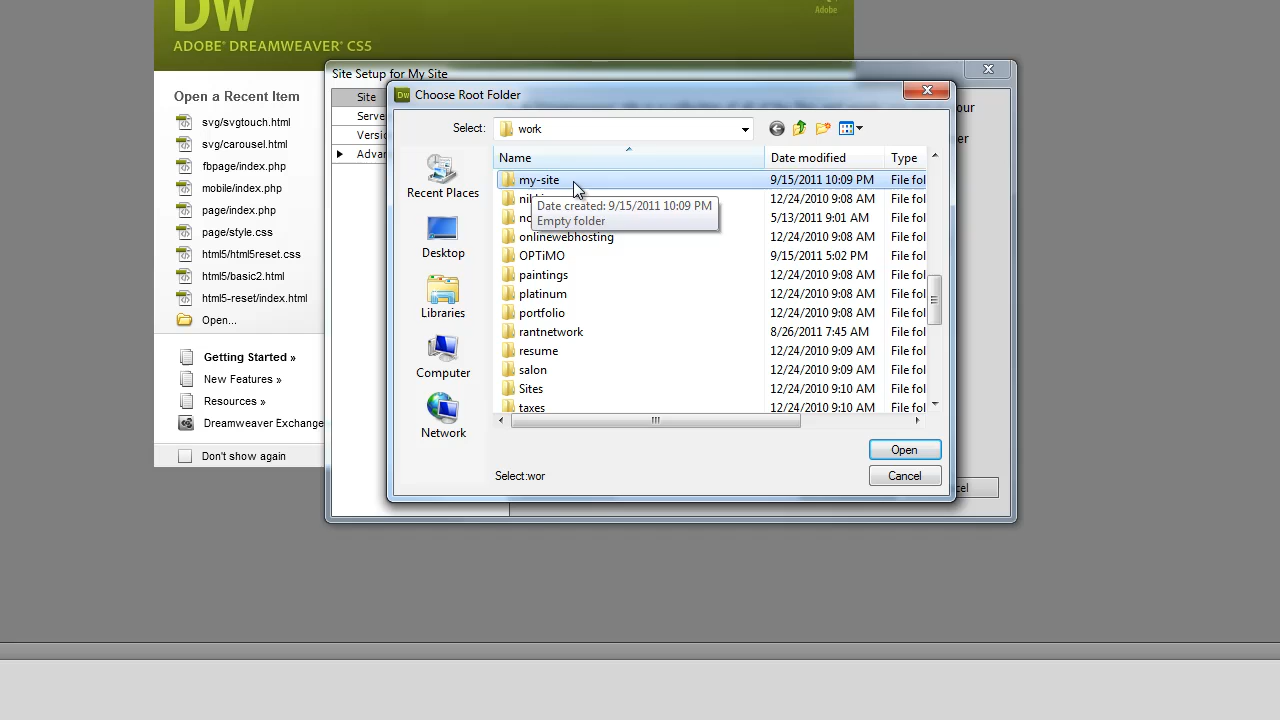 DW
Adobe
ADOBE® DREAMWEAVER® CS5
Site Setup for My Site
Open a Recent Item
svg/svgtouch.html
svg/carousel.html
fbpage/index.html
mobile/index.html
page/index.php
page/style.css
html5/html5reset.css
html5/basic2.html
html5-reset/index.html
Open...
Getting Started »
New Features »
Resources »
Dreamweaver Exchange
Don't show again
Site
Serve
Versio
Advar
our
er
cel
Dw Choose Root Folder
Select: work
Recent Places
Desktop
Libraries
Computer
Network
Name Date modified Type
my-site 9/15/2011 10:09 PM File fol
12/24/2010 9:08 AM File fol
5/13/2011 9:01 AM File fol
Date created: 9/15/2011 10:09 PM
Empty folder
onlinewebhosting 12/24/2010 9:08 AM File fol
OPTiMO 9/15/2011 5:02 PM File fol
paintings 12/24/2010 9:08 AM File fol
platinum 12/24/2010 9:08 AM File fol
portfolio 12/24/2010 9:08 AM File fol
rantnetwork 8/26/2011 7:45 AM File fol
resume 12/24/2010 9:09 AM File fol
salon 12/24/2010 9:09 AM File fol
Sites 12/24/2010 9:10 AM File fol
taxes 12/24/2010 9:10 AM File fol
Open
Cancel
Select:wor